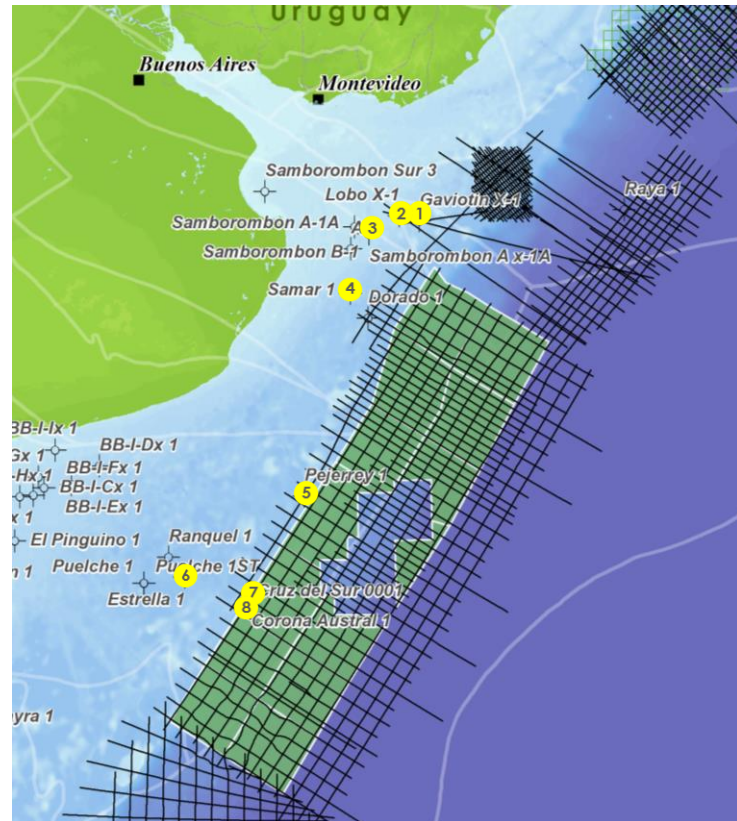 Uruguay
Buenos Aires
Montevideo
Samborombon Sur 3
Lobo X-1
Gaviotin X-1
Raya 1
2 1
Samborombon A-1A
3
Samborombon B-1
Samborombon A x-1A
Samar 1
4
Dorado 1
BB-I-Ix 1
BB-I-Dx 1
Gx 1
BB-I-Fx 1
-Hx 1
BB-I-Cx 1
BB-I-Ex 1
x 1
Pejerrey 1
5
El Pinguino 1
Ranquel 1
n 1
Puelche 1
Puelche 1ST
6
Estrella 1
7
Cruz del Sur 0001
8
Corona Austral 1
yra 1